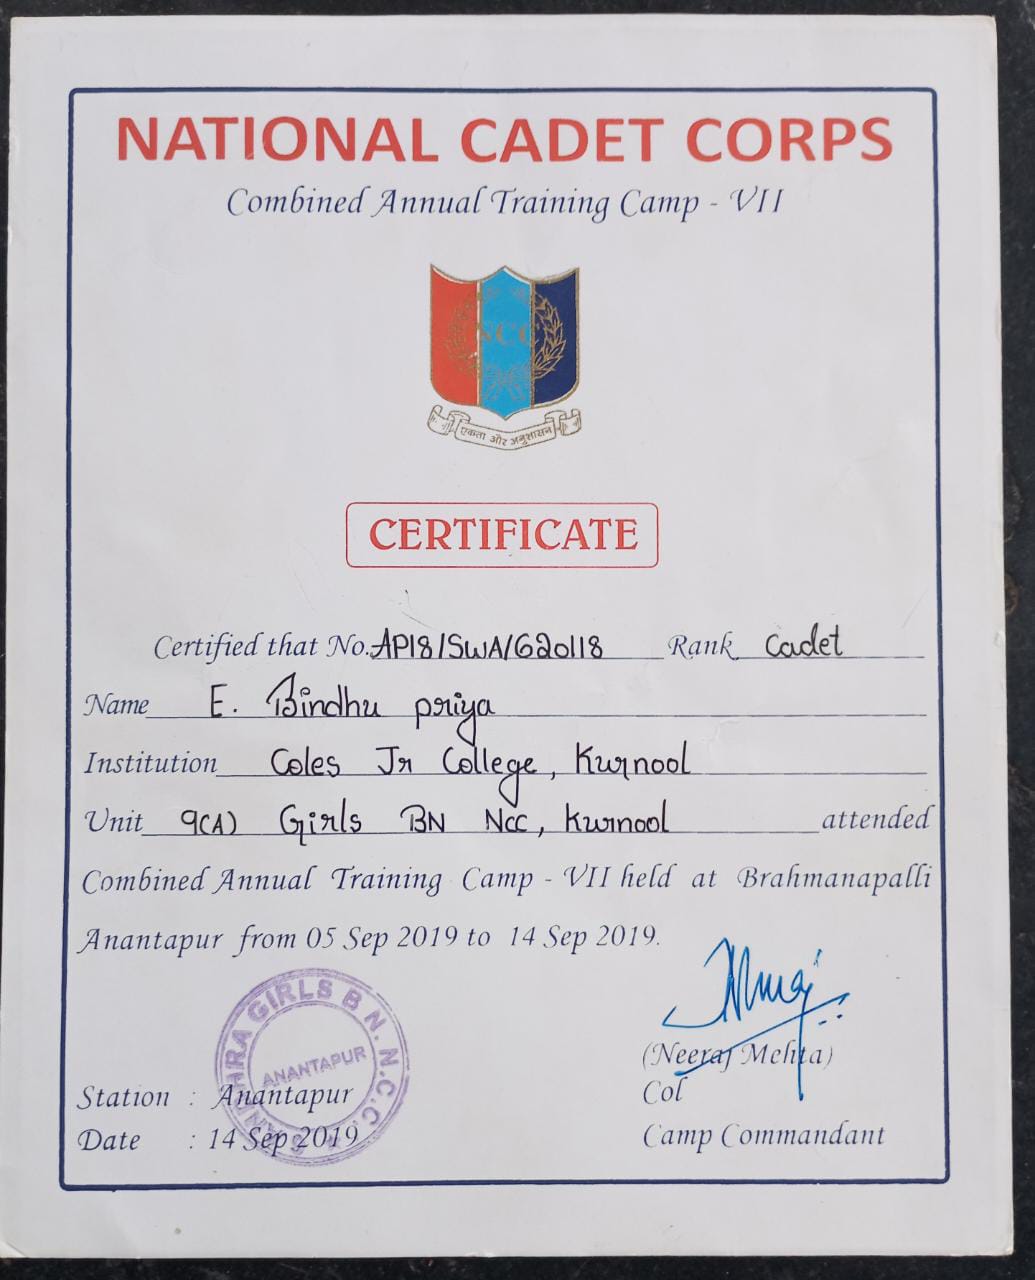 NATIONAL CADET CORPS
Combined Annual Training Camp - VII
NCC
एकता और अनुशासन
CERTIFICATE
Certified that No. AP18/SWA/620118 Rank Cadet
Name E. Bindhu priya
Institution Coles Jr College, Kurnool
Unit 9(A) Girls BN Ncc, Kurnool attended
Combined Annual Training Camp - VII held at Brahmanapalli
Anantapur from 05 Sep 2019 to 14 Sep 2019.
ANDHRA GIRLS B N. N.C.C.
ANANTAPUR
(Neeraj Mehta)
Station : Anantapur
Col
Date : 14 Sep 2019
Camp Commandant